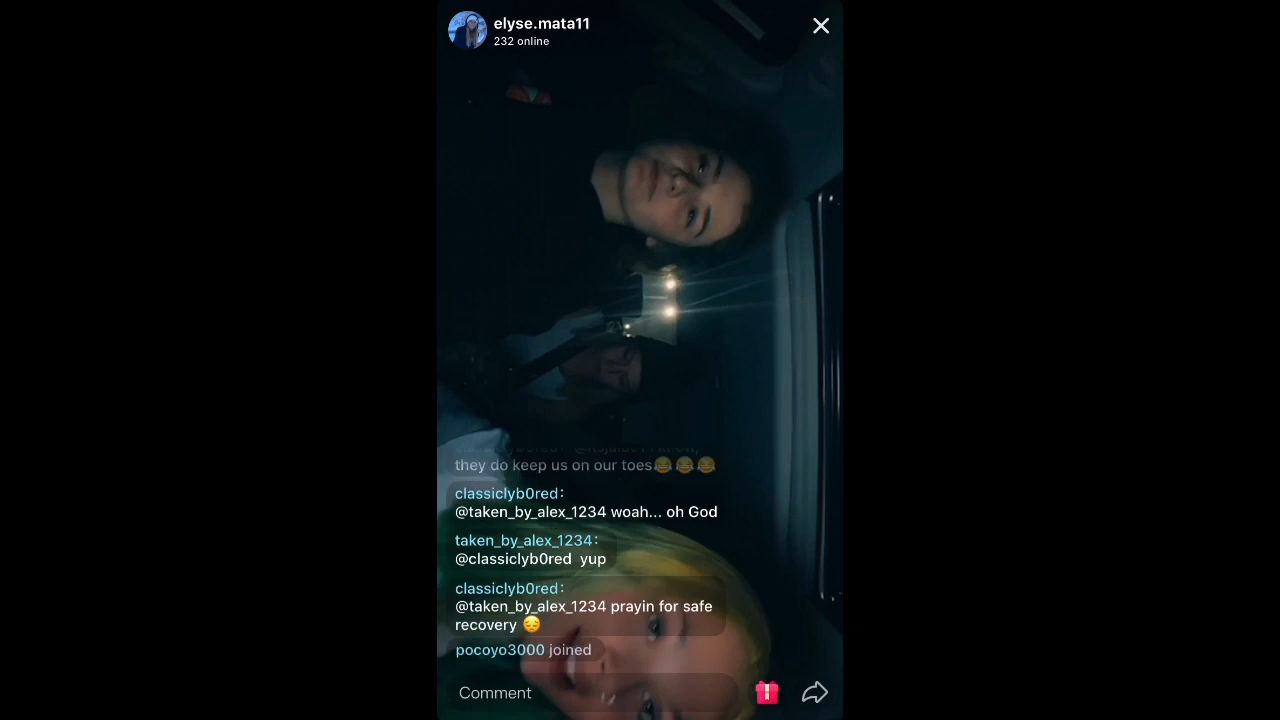 elyse.mata11
232 online
they do keep us on our toes😂😂😂
classiclyb0red:
@taken_by_alex_1234 woah... oh God
taken_by_alex_1234:
@classiclyb0red yup
classiclyb0red:
@taken_by_alex_1234 prayin for safe
recovery 😔
pocoyo3000 joined
Comment